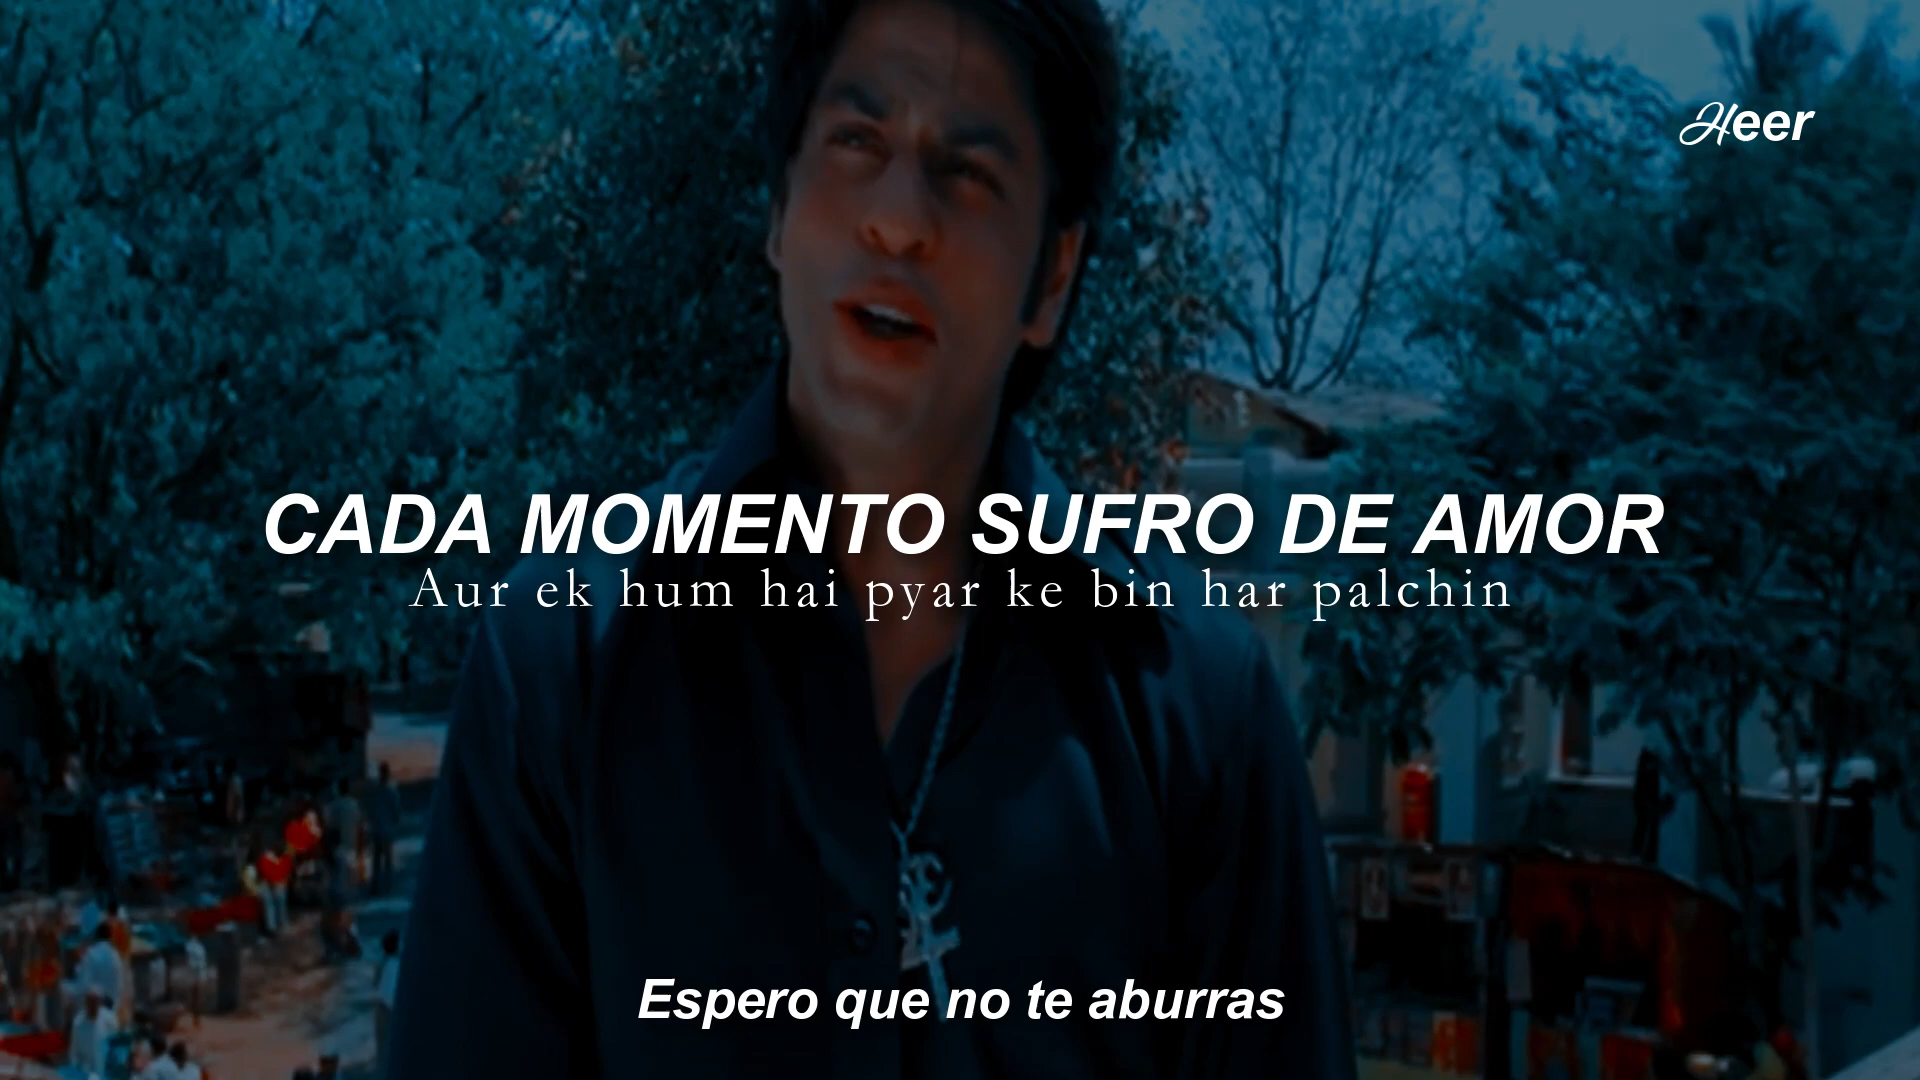 Heer
CADA MOMENTO SUFRO DE AMOR
Aur ek hum hai pyar ke bin har palchin
Espero que no te aburras